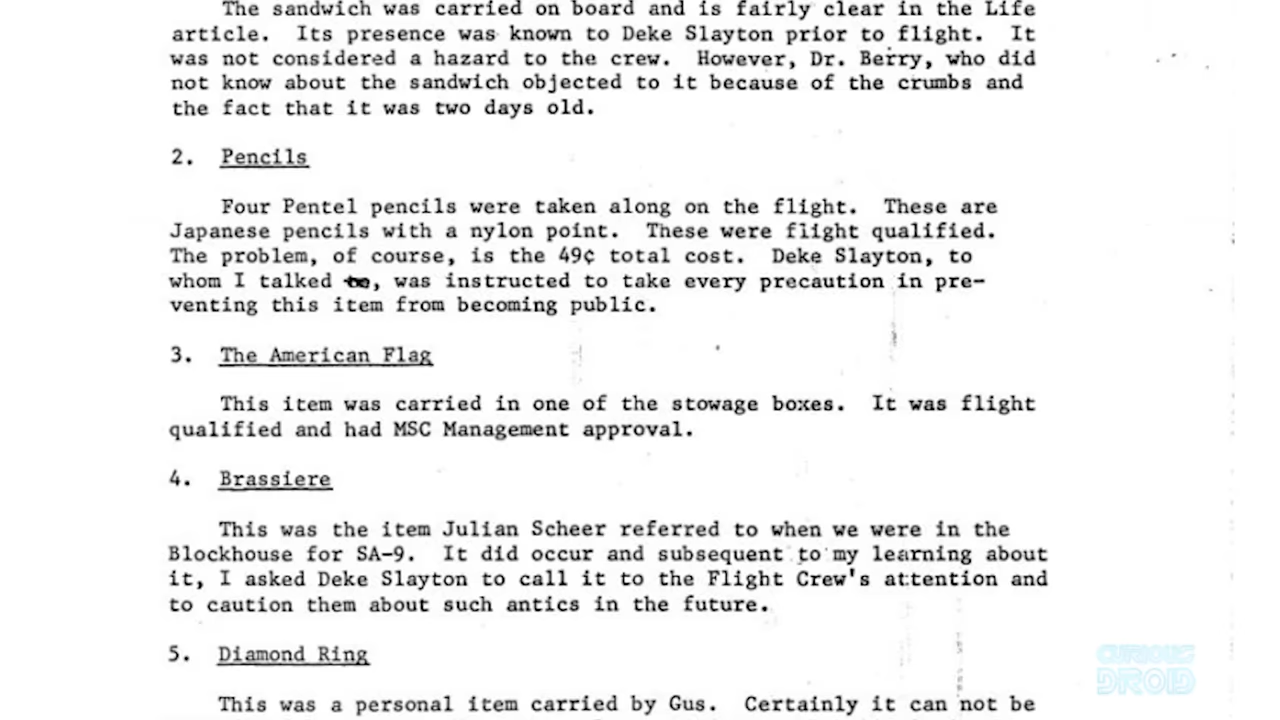 The sandwich was carried on board and is fairly clear in the Life
article. Its presence was known to Deke Slayton prior to flight. It
was not considered a hazard to the crew. However, Dr. Berry, who did
not know about the sandwich objected to it because of the crumbs and
the fact that it was two days old.
2. Pencils
Four Pentel pencils were taken along on the flight. These are
Japanese pencils with a nylon point. These were flight qualified.
The problem, of course, is the 49¢ total cost. Deke Slayton, to
whom I talked to, was instructed to take every precaution in pre-
venting this item from becoming public.
3. The American Flag
This item was carried in one of the stowage boxes. It was flight
qualified and had MSC Management approval.
4. Brassiere
This was the item Julian Scheer referred to when we were in the
Blockhouse for SA-9. It did occur and subsequent to my learning about
it, I asked Deke Slayton to call it to the Flight Crew's attention and
to caution them about such antics in the future.
5. Diamond Ring
This was a personal item carried by Gus. Certainly it can not be
CURIOUS
DROID